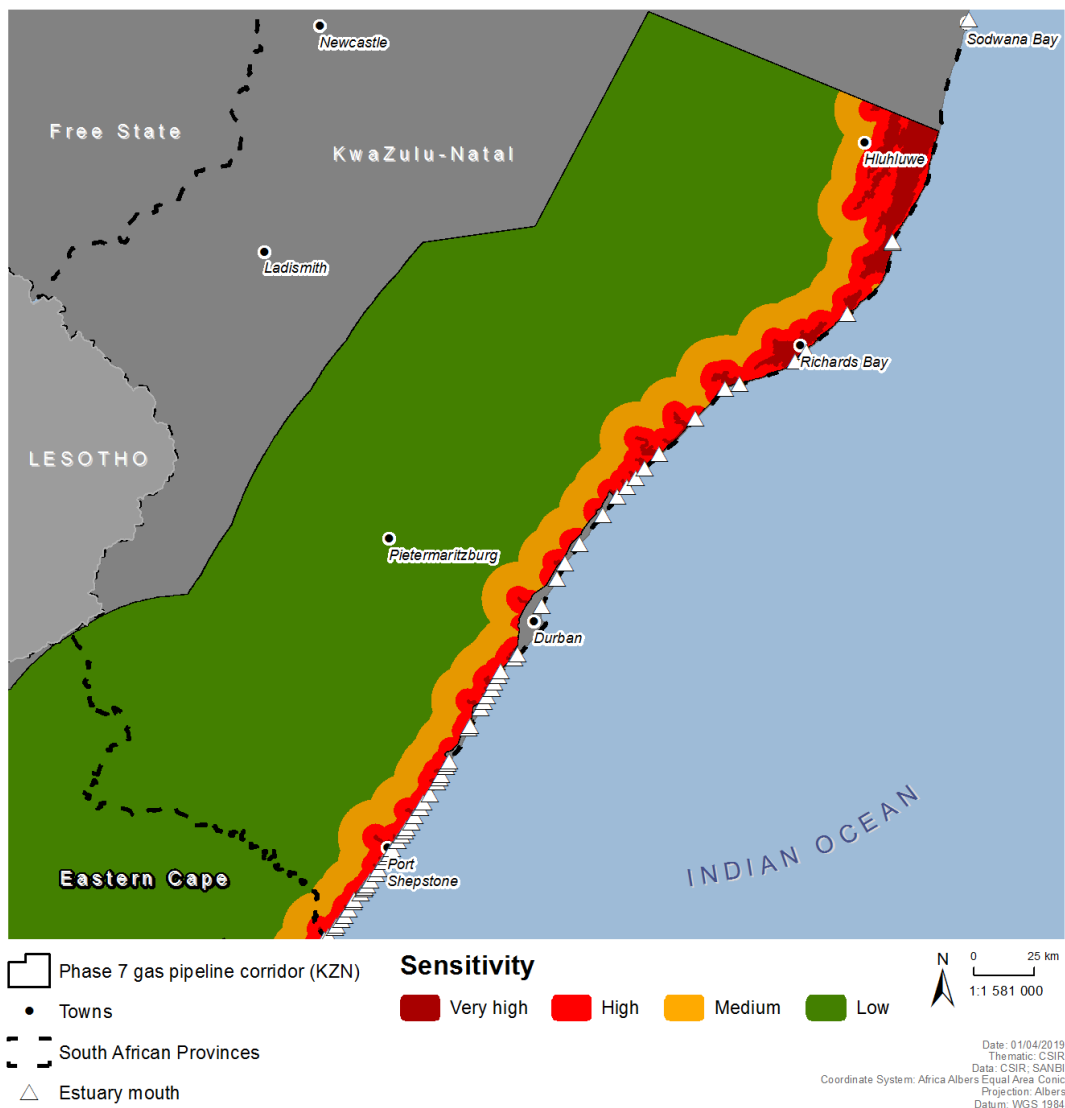 Newcastle
Sodwana Bay
Free State
KwaZulu-Natal
Hluhluwe
Ladismith
Richards Bay
LESOTHO
Pietermaritzburg
Durban
INDIAN OCEAN
Port
Shepstone
Eastern Cape
Phase 7 gas pipeline corridor (KZN)
Towns
South African Provinces
Estuary mouth
Sensitivity
Very high
High
Medium
Low
N
0 25 km
1:1 581 000
Date: 01/04/2019
Thematic: CSIR
Data: CSIR; SANBI
Coordinate System: Africa Albers Equal Area Conic
Projection: Albers
Datum: WGS 1984